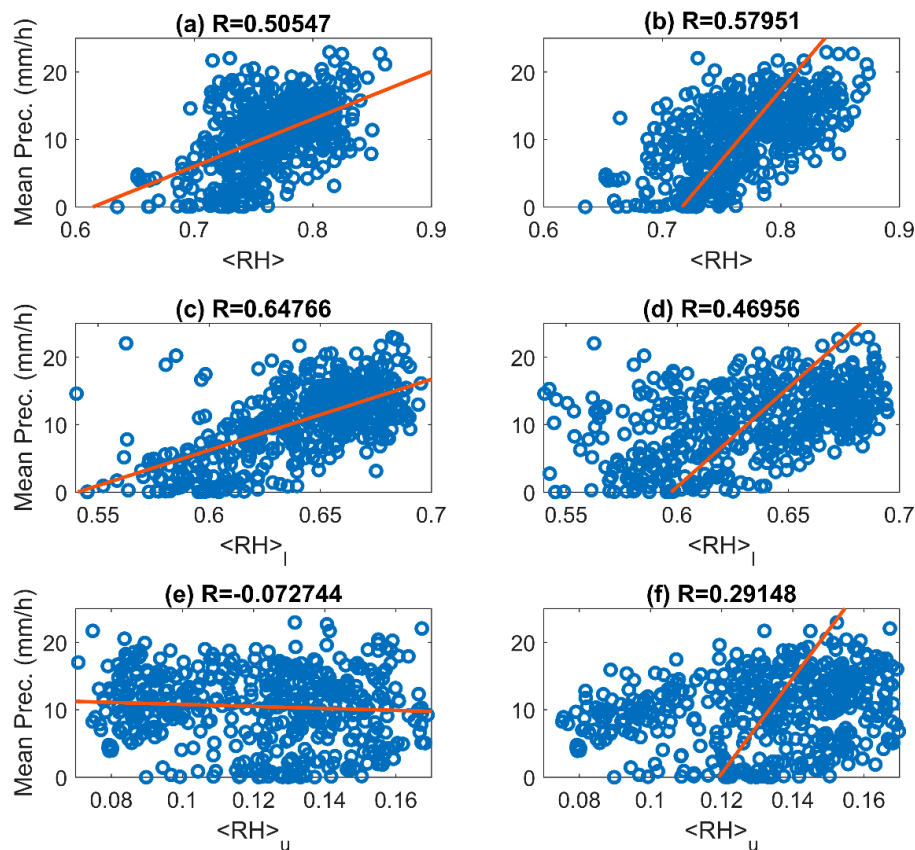 (a) R=0.50547
Mean Prec. (mm/h)
20
10
0
0.6 0.7 0.8 0.9
<RH>
(b) R=0.57951
20
10
0
0.6 0.7 0.8 0.9
<RH>
(c) R=0.64766
Mean Prec. (mm/h)
20
10
0
0.55 0.6 0.65 0.7
<RH>l
(d) R=0.46956
20
10
0
0.55 0.6 0.65 0.7
<RH>l
(e) R=-0.072744
Mean Prec. (mm/h)
20
10
0
0.08 0.1 0.12 0.14 0.16
<RH>u
(f) R=0.29148
20
10
0
0.08 0.1 0.12 0.14 0.16
<RH>u